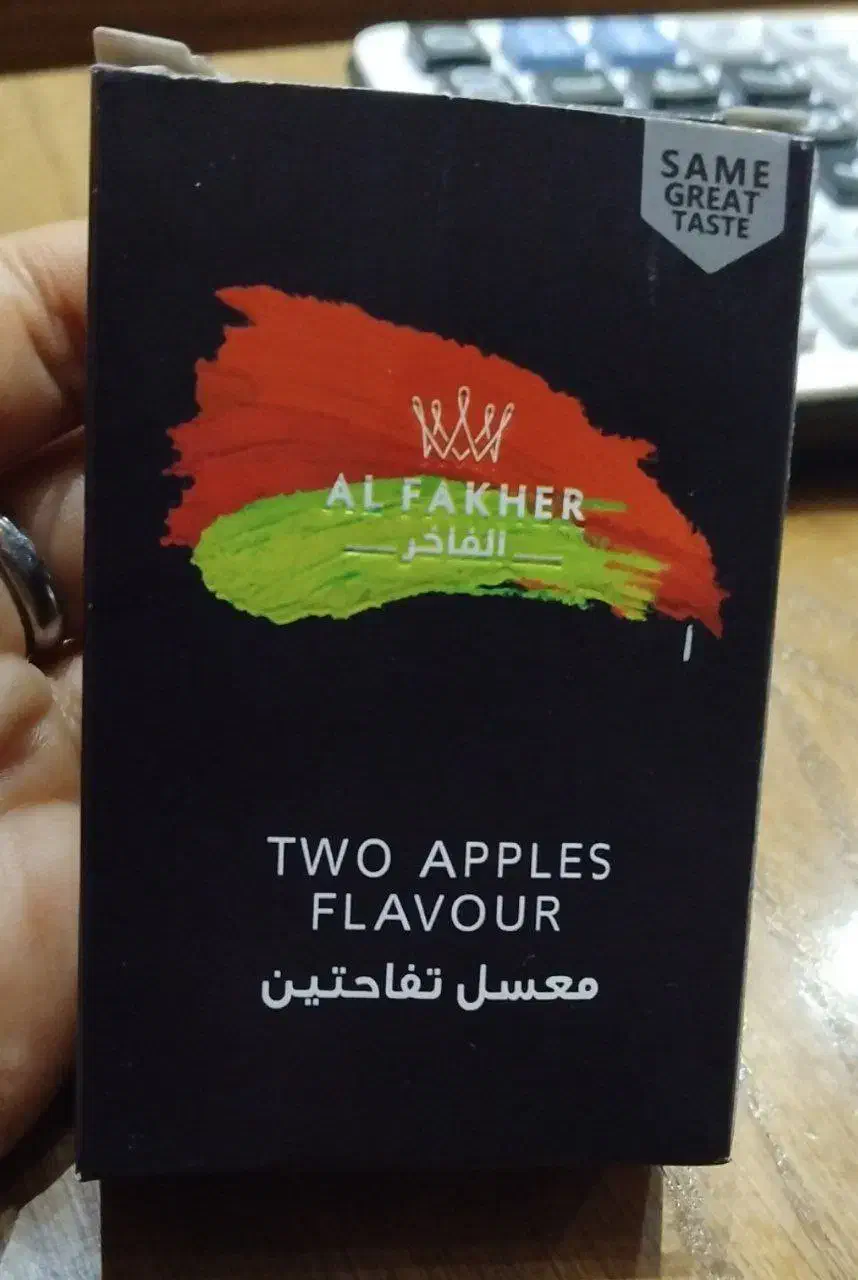 SAME
GREAT
TASTE
AL FAKHER
الفاخر
TWO APPLES
FLAVOUR
معسل تفاحتين